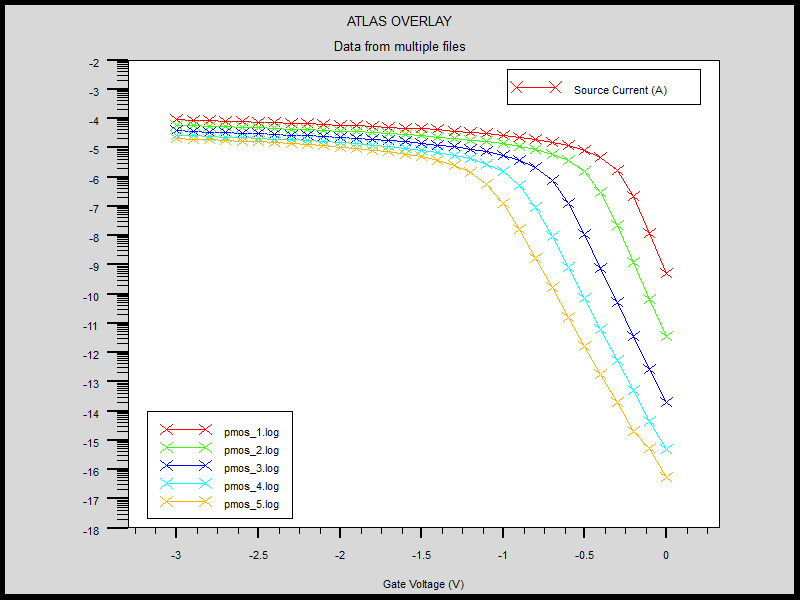 ATLAS OVERLAY
Data from multiple files
Source Current (A)
-2
-3
-4
-5
-6
-7
-8
-9
-10
-11
-12
-13
-14
-15
-16
-17
-18
pmos_1.log
pmos_2.log
pmos_3.log
pmos_4.log
pmos_5.log
-3 -2.5 -2 -1.5 -1 -0.5 0
Gate Voltage (V)